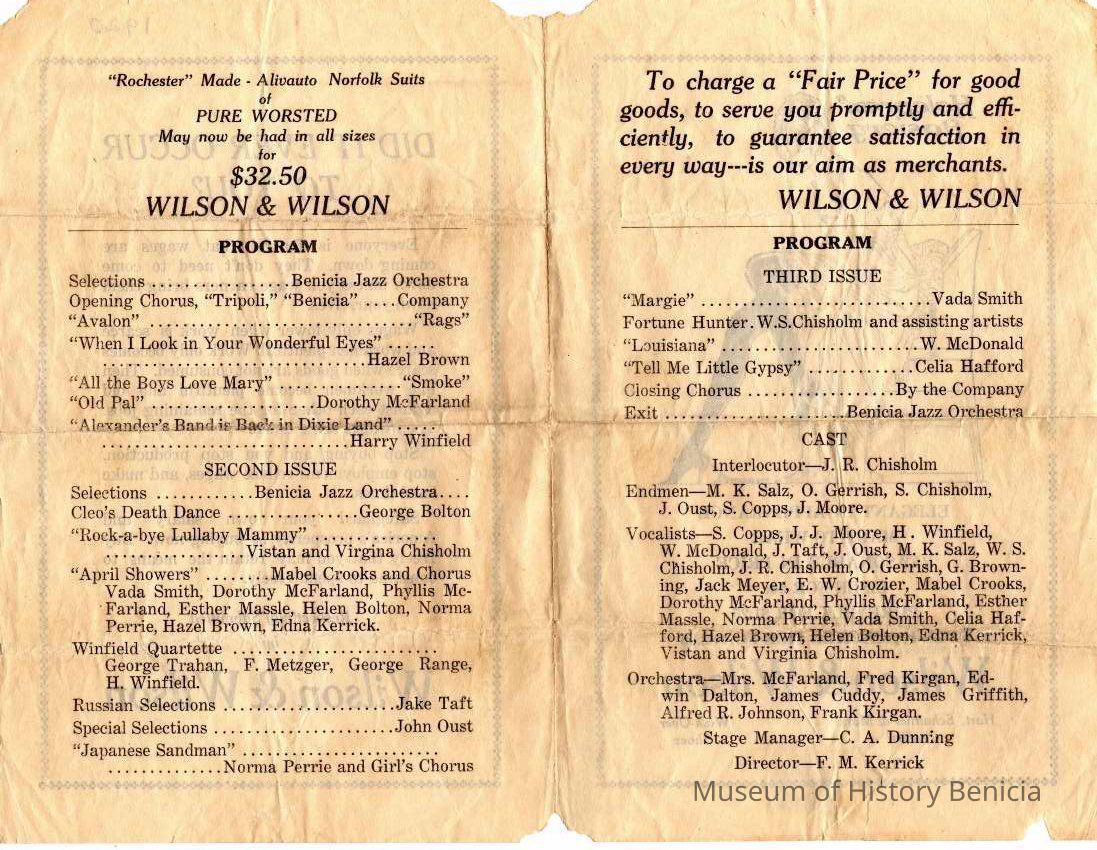 "Rochester" Made - Alivauto Norfolk Suits
of
PURE WORSTED
May now be had in all sizes
for
$32.50
WILSON & WILSON
PROGRAM
Selections ................Benicia Jazz Orchestra
Opening Chorus, "Tripoli," "Benicia" ....Company
"Avalon" ..................................."Rags"
"When I Look in Your Wonderful Eyes" ......
...............................Hazel Brown
"All the Boys Love Mary" ..............."Smoke"
"Old Pal" ....................Dorothy McFarland
"Alexander's Band is Back in Dixie Land" .....
.............................Harry Winfield
SECOND ISSUE
Selections ............Benicia Jazz Orchestra....
Cleo's Death Dance ................George Bolton
"Rock-a-bye Lullaby Mammy" ...............
.................Vistan and Virgina Chisholm
"April Showers" ........Mabel Crooks and Chorus
Vada Smith, Dorothy McFarland, Phyllis Mc-
Farland, Esther Massle, Helen Bolton, Norma
Perrie, Hazel Brown, Edna Kerrick.
Winfield Quartette .........................
George Trahan, F. Metzger, George Range,
H. Winfield.
Russian Selections .....................Jake Taft
Special Selections ......................John Oust
"Japanese Sandman" ........................
..............Norma Perrie and Girl's Chorus
To charge a "Fair Price" for good
goods, to serve you promptly and effi-
ciently, to guarantee satisfaction in
every way---is our aim as merchants.
WILSON & WILSON
PROGRAM
THIRD ISSUE
"Margie" ............................Vada Smith
Fortune Hunter.W.S.Chisholm and assisting artists
"Louisiana" ........................W. McDonald
"Tell Me Little Gypsy" .............Celia Hafford
Closing Chorus ..................By the Company
Exit ......................Benicia Jazz Orchestra
CAST
Interlocutor—J. R. Chisholm
Endmen—M. K. Salz, O. Gerrish, S. Chisholm,
J. Oust, S. Copps, J. Moore.
Vocalists—S. Copps, J. J. Moore, H. Winfield,
W. McDonald, J. Taft, J. Oust, M. K. Salz, W. S.
Chisholm, J. R. Chisholm, O. Gerrish, G. Brown-
ing, Jack Meyer, E. W. Crozier, Mabel Crooks,
Dorothy McFarland, Phyllis McFarland, Esther
Massle, Norma Perrie, Vada Smith, Celia Haf-
ford, Hazel Brown, Helen Bolton, Edna Kerrick,
Vistan and Virginia Chisholm.
Orchestra—Mrs. McFarland, Fred Kirgan, Ed-
win Dalton, James Cuddy, James Griffith,
Alfred R. Johnson, Frank Kirgan.
Stage Manager—C. A. Dunning
Director—F. M. Kerrick
Museum of History Benicia